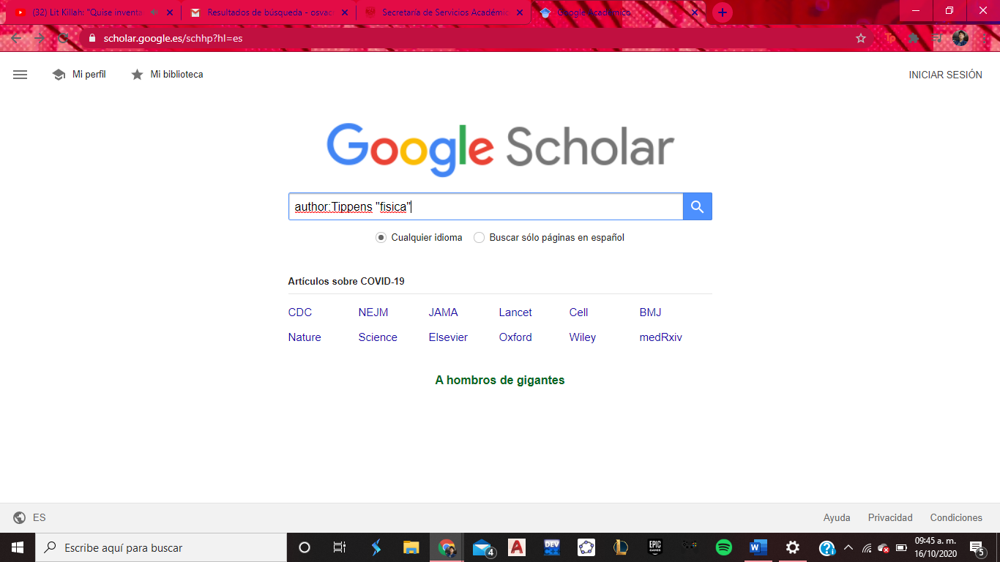 (32) Lit Killah: "Quise inventa
Resultados de búsqueda - osvac
Secretaría de Servicios Académic
Google Académico
scholar.google.es/schhp?hl=es
Mi perfil
Mi biblioteca
INICIAR SESIÓN
Google Scholar
author:Tippens "fisica"
Cualquier idioma
Buscar sólo páginas en español
Artículos sobre COVID-19
CDC NEJM JAMA Lancet Cell BMJ
Nature Science Elsevier Oxford Wiley medRxiv
A hombros de gigantes
ES
Ayuda Privacidad Condiciones
Escribe aquí para buscar
4
A
DEV
L
EPIC
GAMES
W
09:45 a. m.
16/10/2020
5